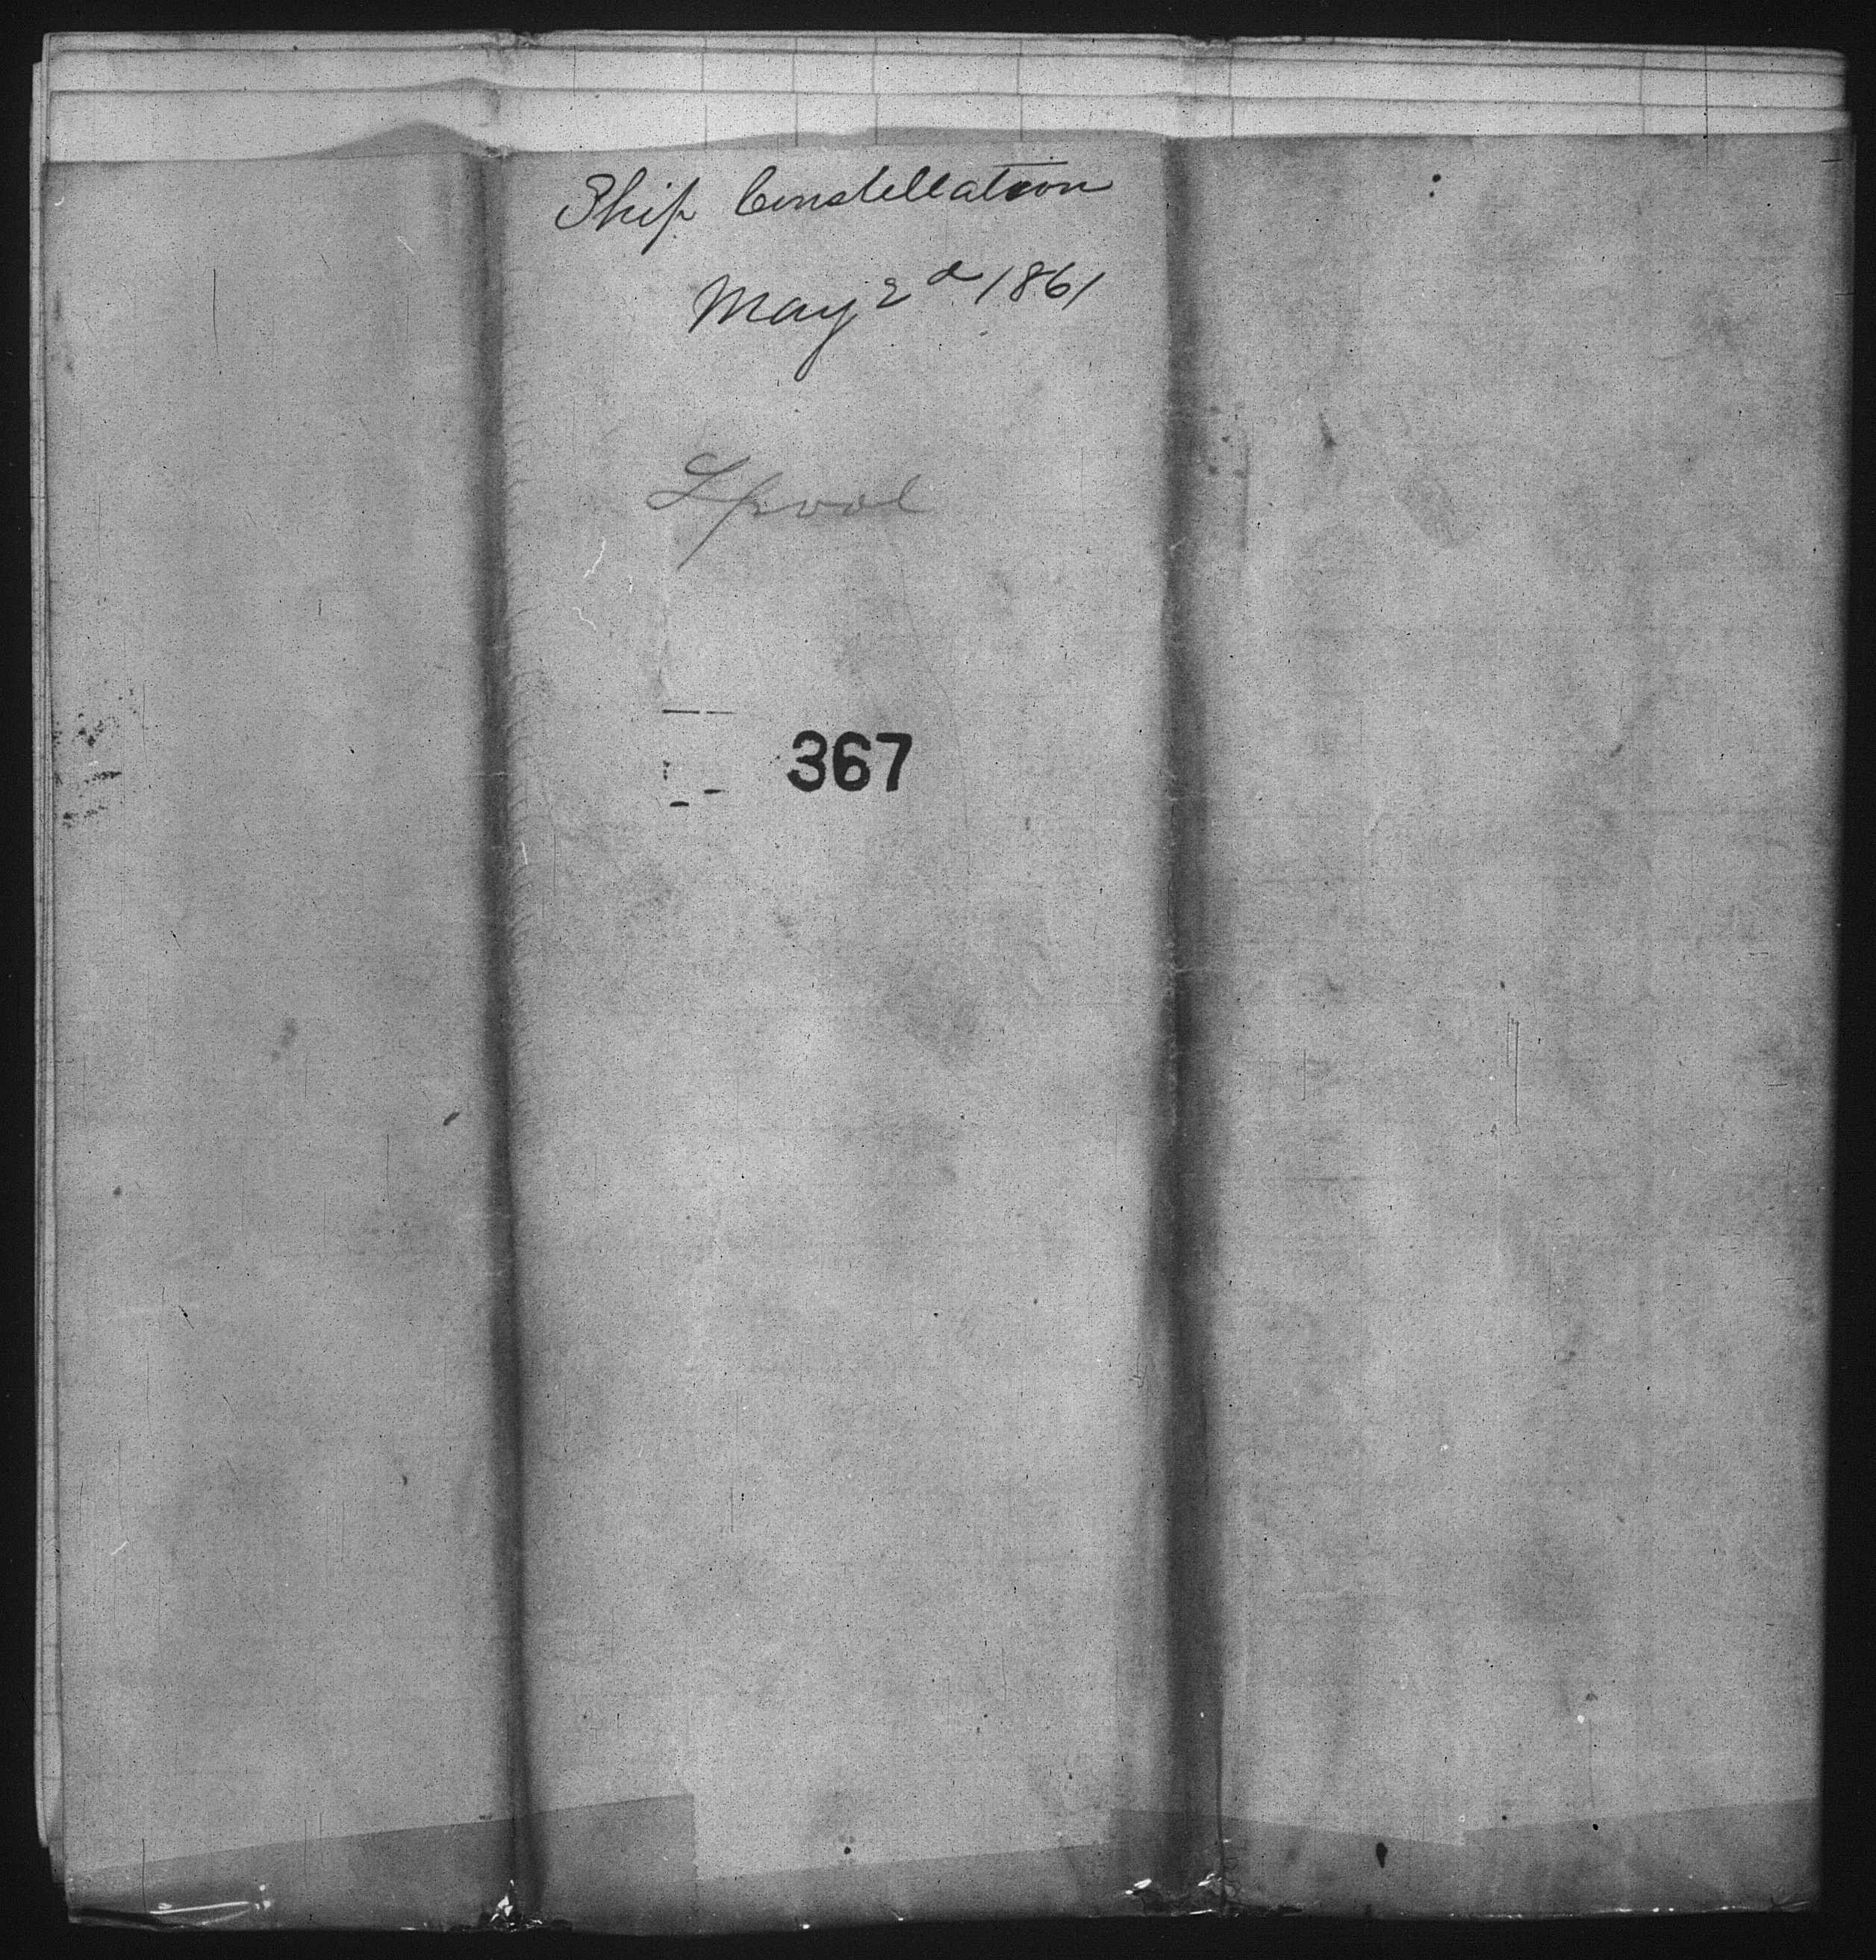 Ship Constellation
May 2d 1861
Lpool
367